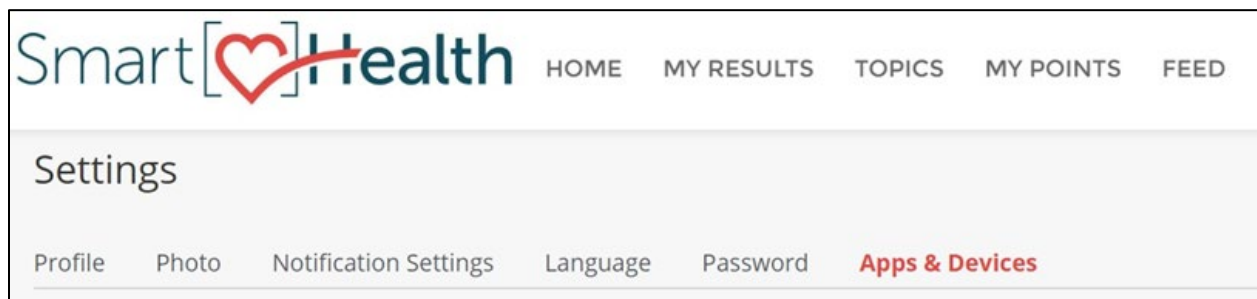 Smart Health HOME MY RESULTS TOPICS MY POINTS FEED
Settings
Profile Photo Notification Settings Language Password Apps & Devices